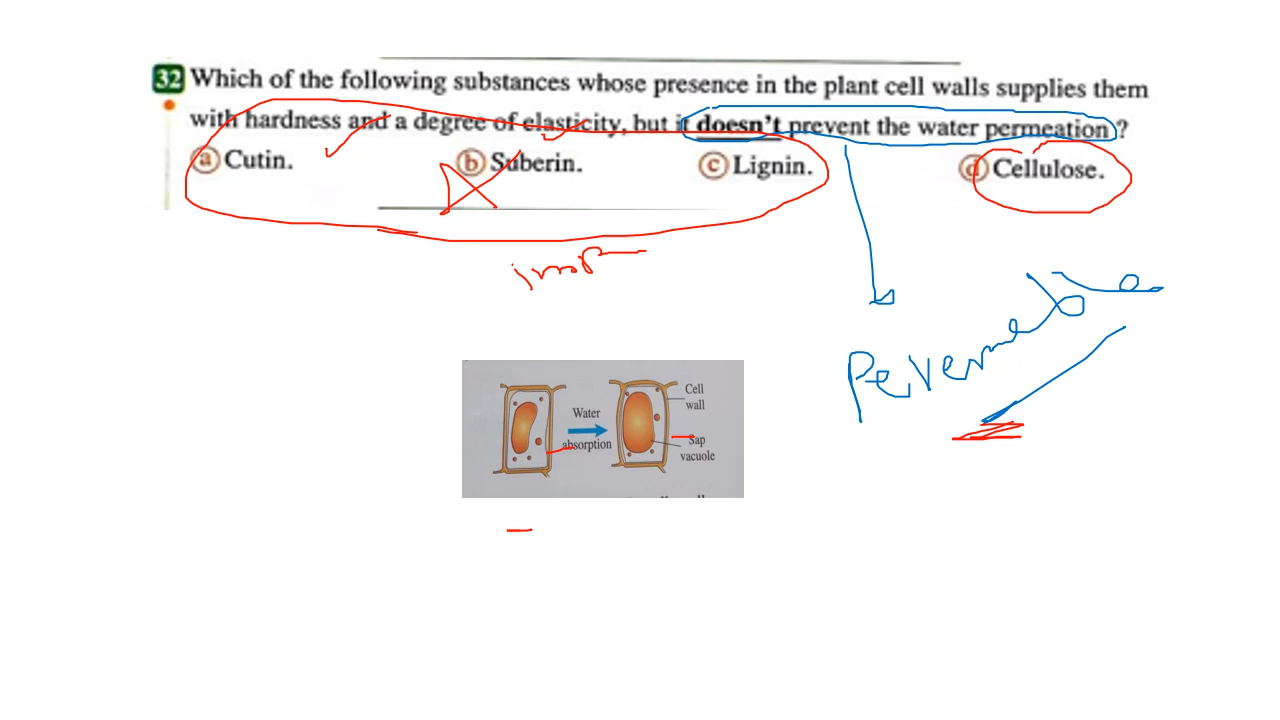 32 Which of the following substances whose presence in the plant cell walls supplies them
with hardness and a degree of elasticity, but it doesn't prevent the water permeation ?
a Cutin. b Suberin. c Lignin. d Cellulose.
Water
absorption
Cell
wall
Sap
vacuole